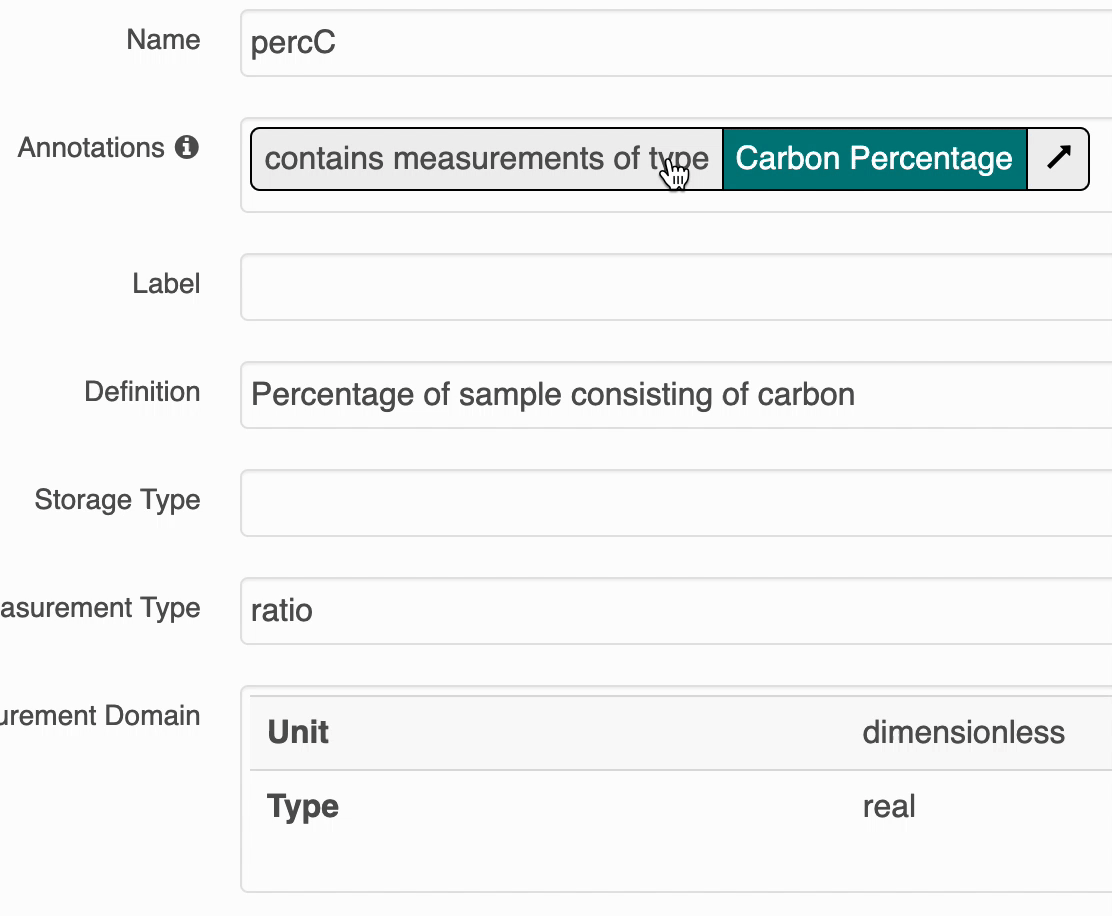 Name percC
Annotations contains measurements of type Carbon Percentage
Label
Definition Percentage of sample consisting of carbon
Storage Type
asurement Type ratio
urement Domain
Unit dimensionless
Type real